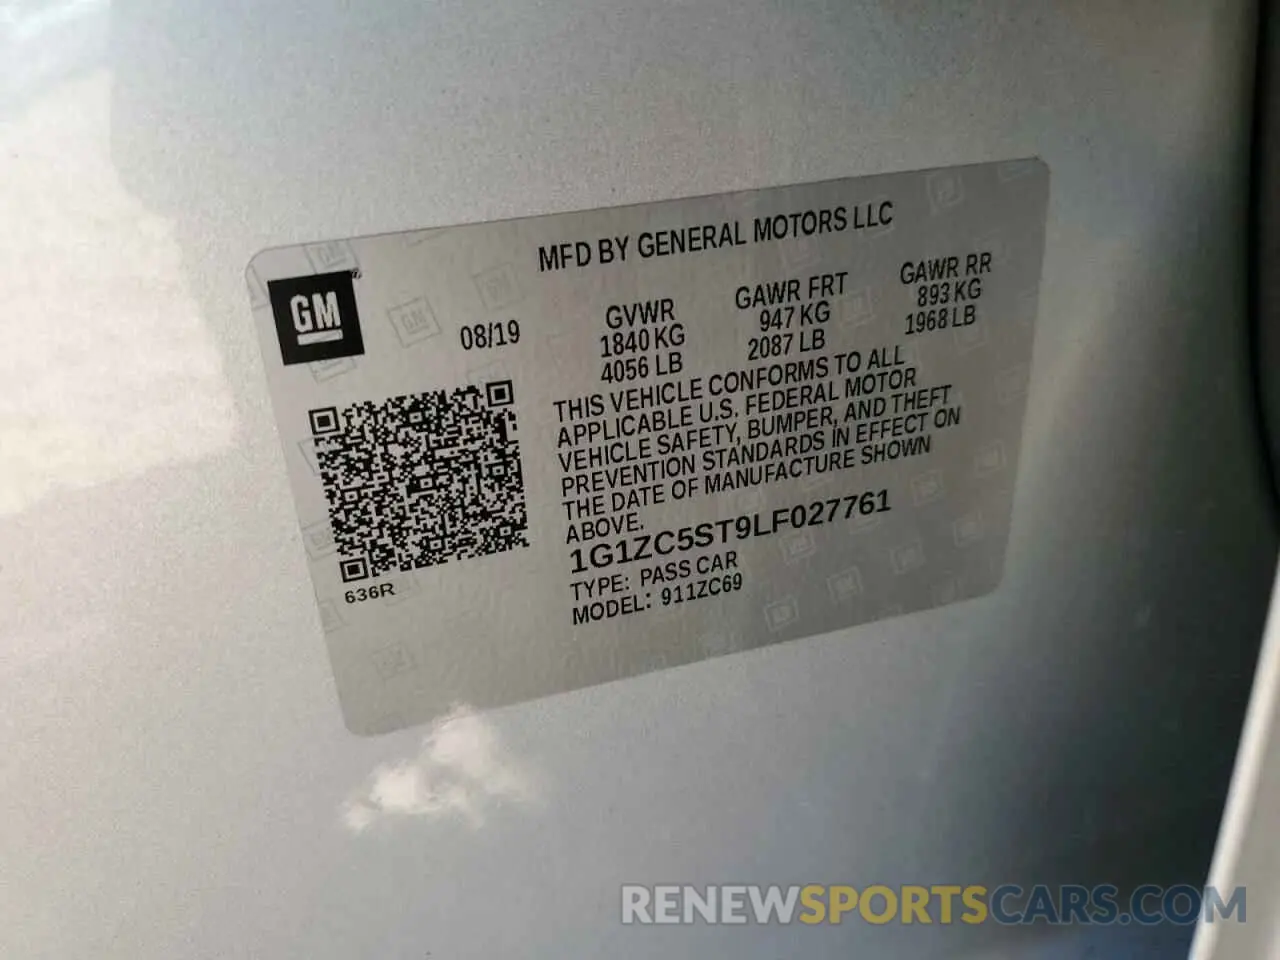 MFD BY GENERAL MOTORS LLC
GM®
08/19
GVWR
1840 KG
4056 LB
GAWR FRT
947 KG
2087 LB
GAWR RR
893 KG
1968 LB
THIS VEHICLE CONFORMS TO ALL
APPLICABLE U.S. FEDERAL MOTOR
VEHICLE SAFETY, BUMPER, AND THEFT
PREVENTION STANDARDS IN EFFECT ON
THE DATE OF MANUFACTURE SHOWN
ABOVE.
1G1ZC5ST9LF027761
TYPE: PASS CAR
MODEL: 911ZC69
636R
RENEWSPORTSCARS.COM